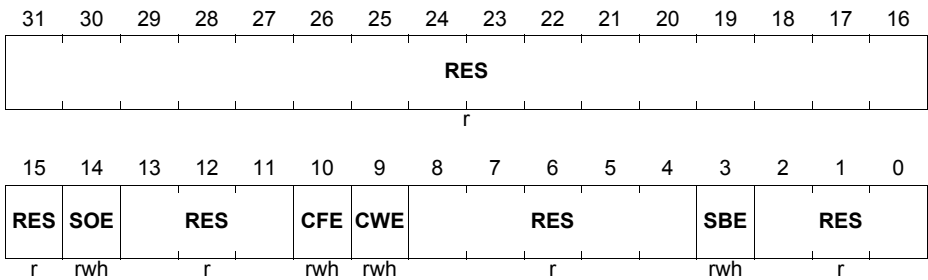 31 30 29 28 27 26 25 24 23 22 21 20 19 18 17 16
RES
r
15 14 13 12 11 10 9 8 7 6 5 4 3 2 1 0
RES SOE RES CFE CWE RES SBE RES
r rwh r rwh rwh r rwh r